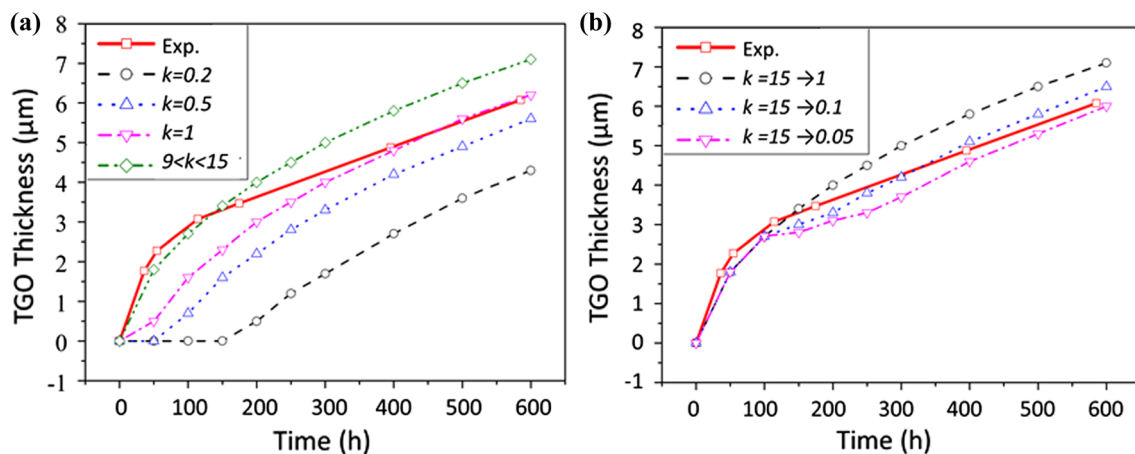 (a)
8
7
6
5
4
3
2
1
0
-1
TGO Thickness (µm)
Exp.
k=0.2
k=0.5
k=1
9<k<15
0 100 200 300 400 500 600
Time (h)
(b)
8
7
6
5
4
3
2
1
0
-1
TGO Thickness (µm)
Exp.
k =15 →1
k =15 →0.1
k =15 →0.05
0 100 200 300 400 500 600
Time (h)